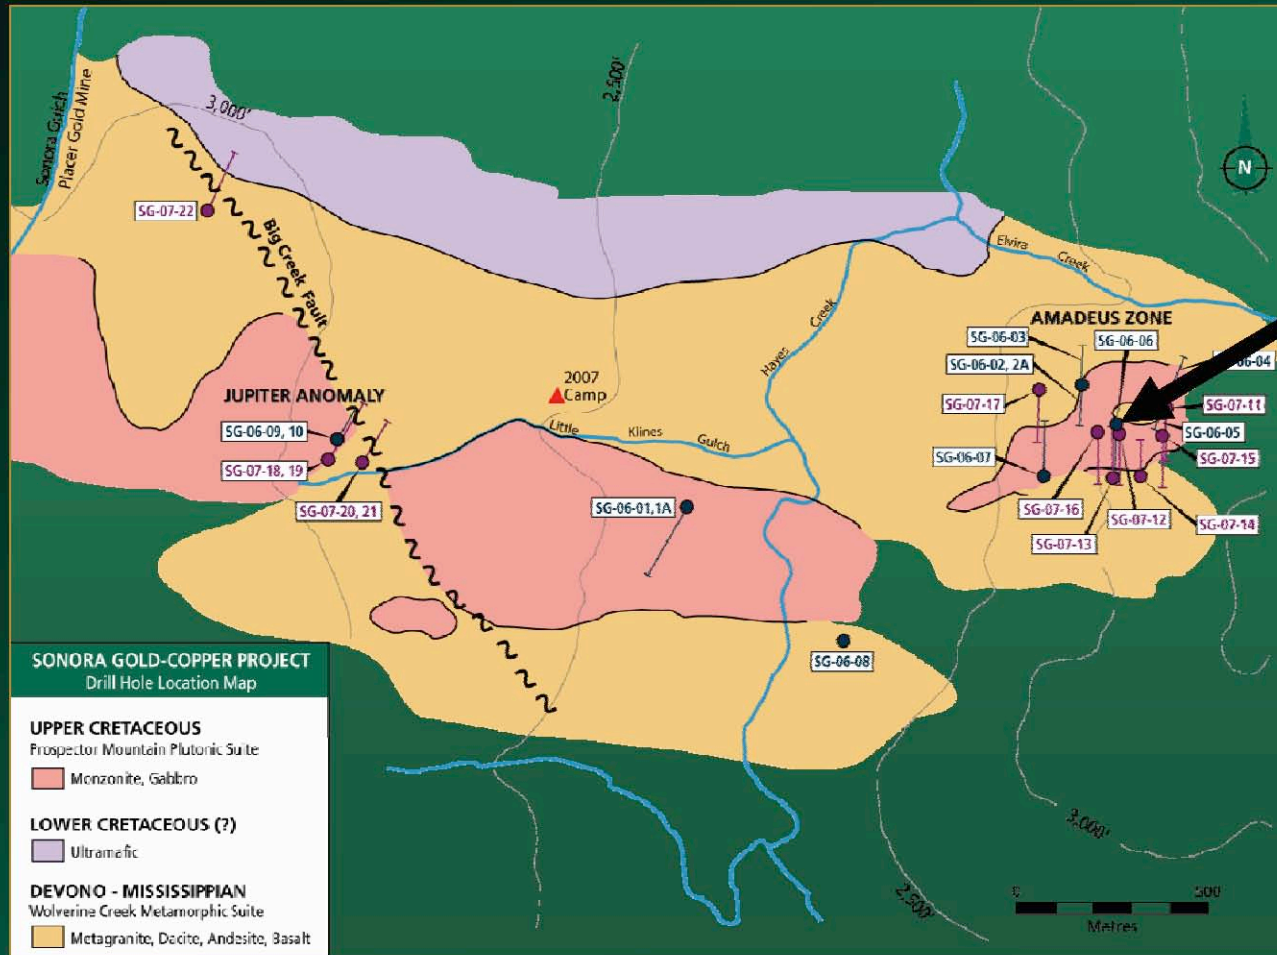 Sonora Gulch
Placer Gold Mine
3,000'
2,500'
N
SG-07-22
Big Creek Fault
Elvira Creek
Hayes Creek
AMADEUS ZONE
SG-06-03
SG-06-06
SG-06-02, 2A
06-04
SG-07-17
SG-07-11
SG-06-05
SG-06-07
SG-07-15
SG-07-16
SG-07-12
SG-07-14
SG-07-13
JUPITER ANOMALY
2007
Camp
SG-06-09, 10
Little Klines Gulch
SG-07-18, 19
SG-07-20, 21
SG-06-01,1A
SG-06-08
3,000'
2,500'
0 500
Metres
SONORA GOLD-COPPER PROJECT
Drill Hole Location Map
UPPER CRETACEOUS
Prospector Mountain Plutonic Suite
Monzonite, Gabbro
LOWER CRETACEOUS (?)
Ultramafic
DEVONO - MISSISSIPPIAN
Wolverine Creek Metamorphic Suite
Metagranite, Dacite, Andesite, Basalt